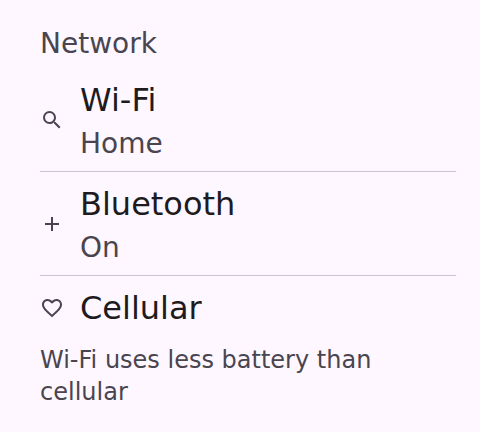 Network
Wi-Fi
Home
Bluetooth
On
Cellular
Wi-Fi uses less battery than
cellular